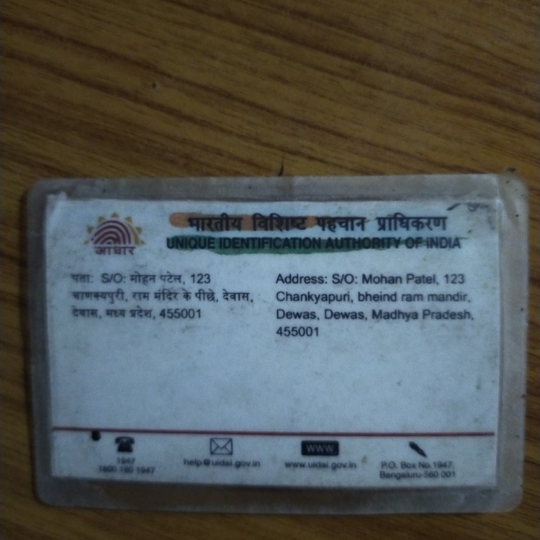 आधार
भारतीय विशिष्ट पहचान प्राधिकरण
UNIQUE IDENTIFICATION AUTHORITY OF INDIA
पता: S/O: मोहन पटेल, 123
चाणक्यपुरी, राम मंदिर के पीछे, देवास,
देवास, मध्य प्रदेश, 455001
Address: S/O: Mohan Patel, 123
Chankyapuri, bheind ram mandir,
Dewas, Dewas, Madhya Pradesh,
455001
1947
1800 180 1947
help@uidai.gov.in
WWW
www.uidai.gov.in
P.O. Box No.1947,
Bengaluru-560 001